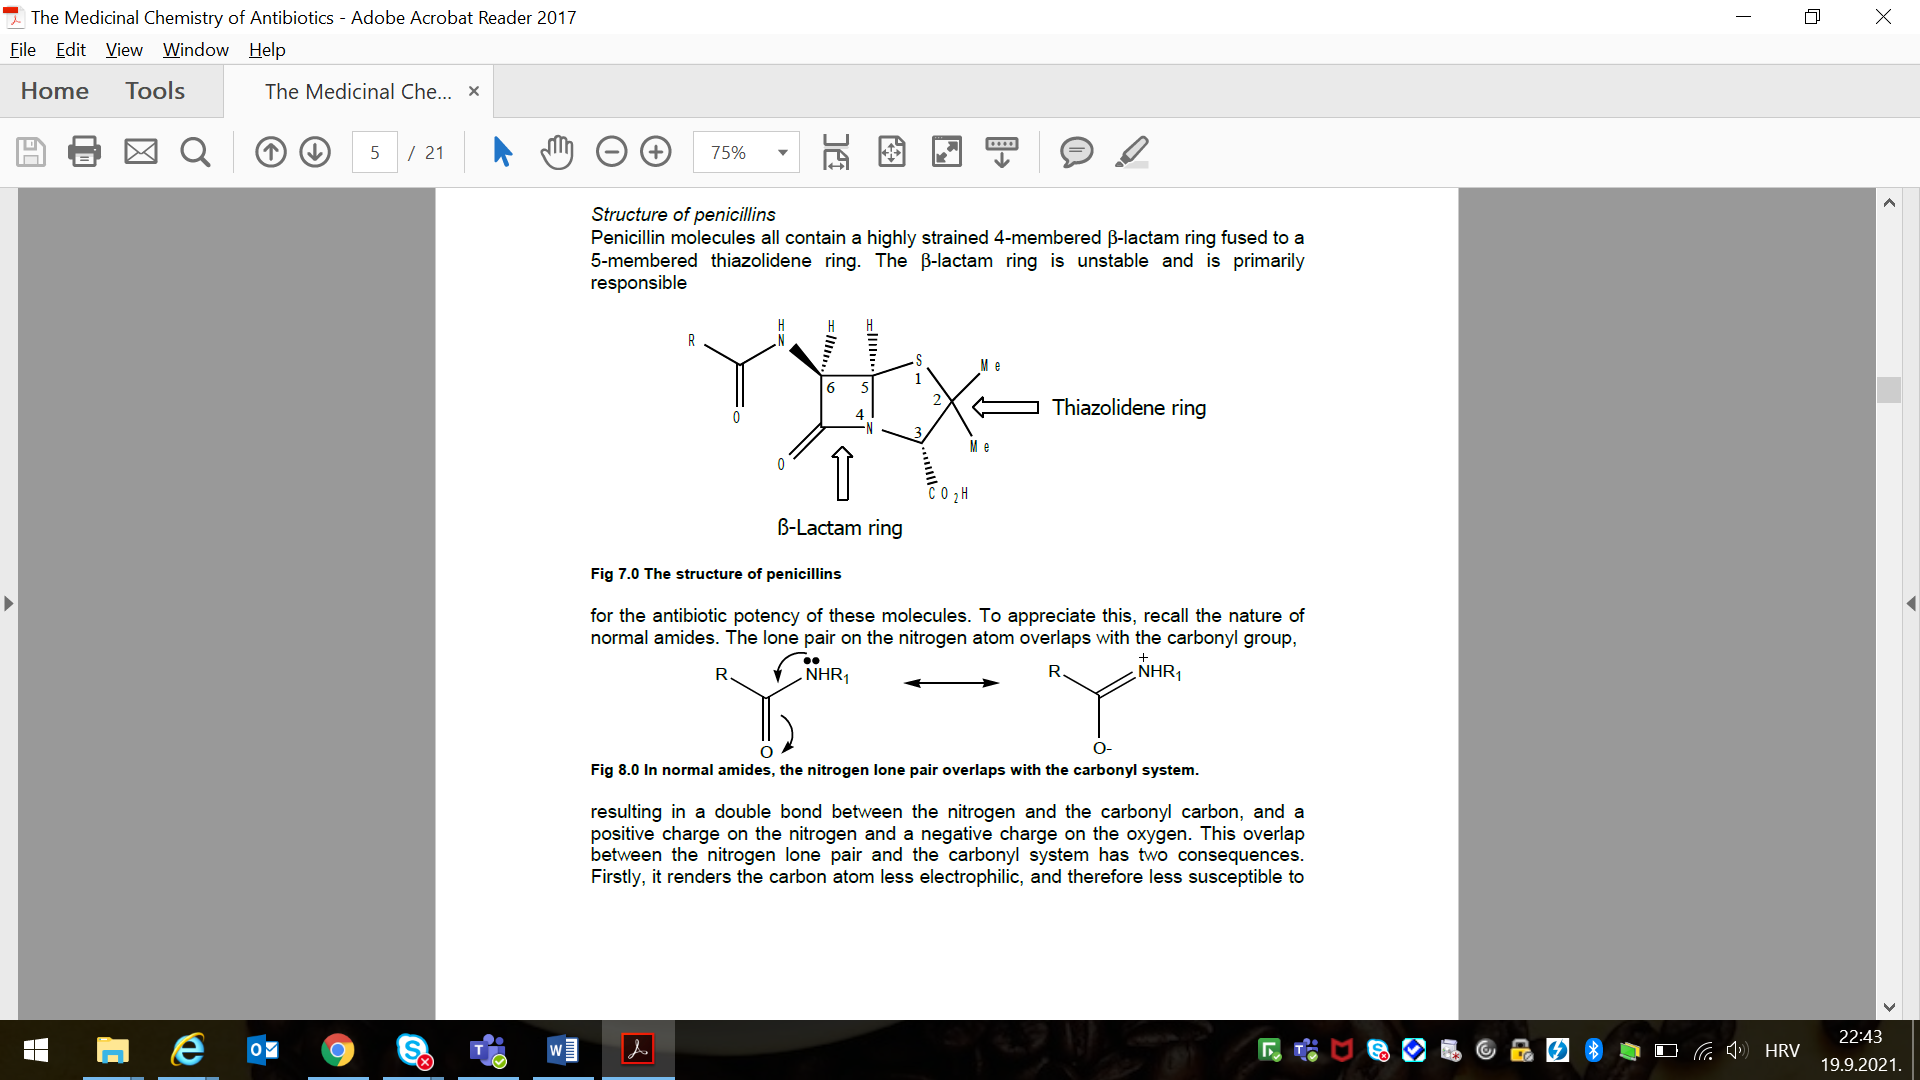 The Medicinal Chemistry of Antibiotics - Adobe Acrobat Reader 2017
File Edit View Window Help
Home Tools The Medicinal Che... ×
5 / 21 75%
Structure of penicillins
Penicillin molecules all contain a highly strained 4-membered β-lactam ring fused to a
5-membered thiazolidene ring. The β-lactam ring is unstable and is primarily
responsible
H H H
R N
S Me
1
6 5
2 Thiazolidene ring
O 4
N 3
Me
O
CO2H
ß-Lactam ring
Fig 7.0 The structure of penicillins
for the antibiotic potency of these molecules. To appreciate this, recall the nature of
normal amides. The lone pair on the nitrogen atom overlaps with the carbonyl group,
+
R NHR1 R NHR1
O O-
Fig 8.0 In normal amides, the nitrogen lone pair overlaps with the carbonyl system.
resulting in a double bond between the nitrogen and the carbonyl carbon, and a
positive charge on the nitrogen and a negative charge on the oxygen. This overlap
between the nitrogen lone pair and the carbonyl system has two consequences.
Firstly, it renders the carbon atom less electrophilic, and therefore less susceptible to
HRV
22:43
19.9.2021.